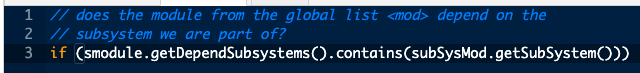 1 // does the module from the global list <mod> depend on the
2 // subsystem we are part of?
3 if (smodule.getDependSubsystems().contains(subSysMod.getSubSystem()))